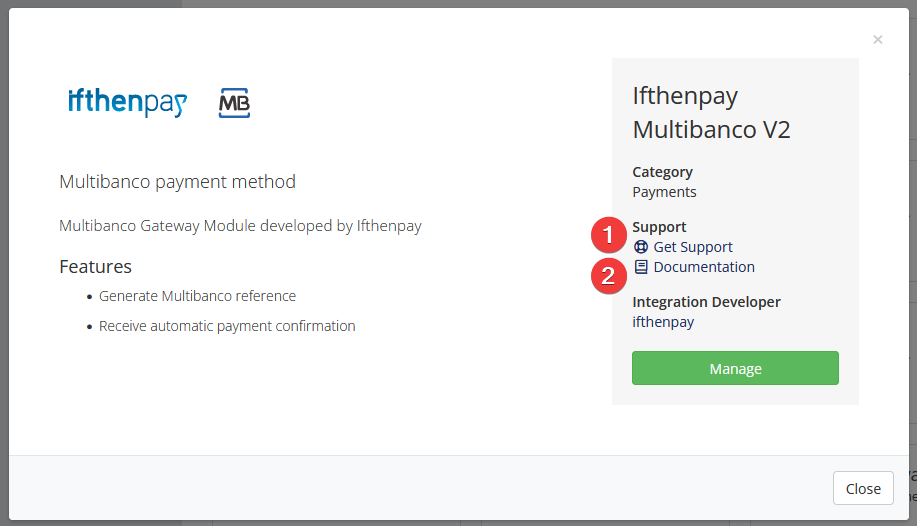 ×
ifthenpay MB
Multibanco payment method
Multibanco Gateway Module developed by Ifthenpay
Features
• Generate Multibanco reference
• Receive automatic payment confirmation
Ifthenpay
Multibanco V2
Category
Payments
1 Support
Get Support
2 Documentation
Integration Developer
ifthenpay
Manage
Close